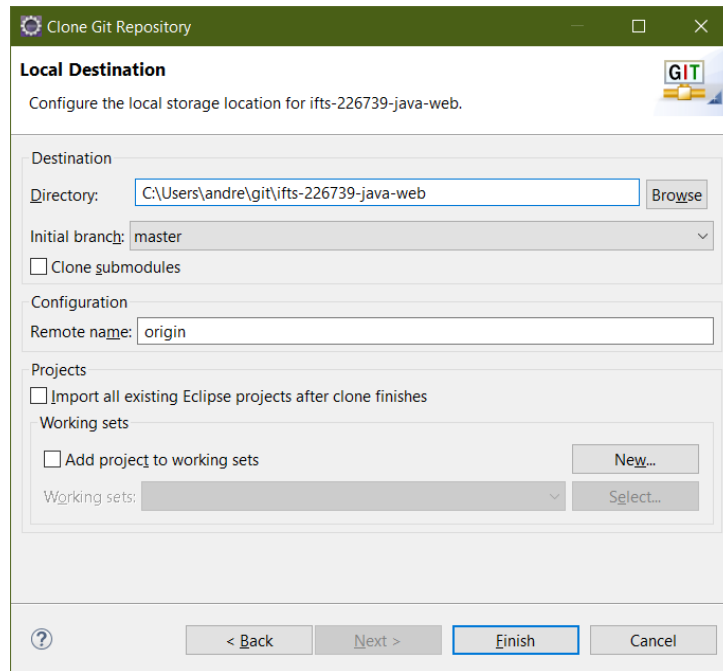 Clone Git Repository
Local Destination
GIT
Configure the local storage location for ifts-226739-java-web.
Destination
Directory: C:\Users\andre\git\ifts-226739-java-web Browse
Initial branch: master
Clone submodules
Configuration
Remote name: origin
Projects
Import all existing Eclipse projects after clone finishes
Working sets
Add project to working sets New...
Working sets: Select...
? < Back Next > Finish Cancel